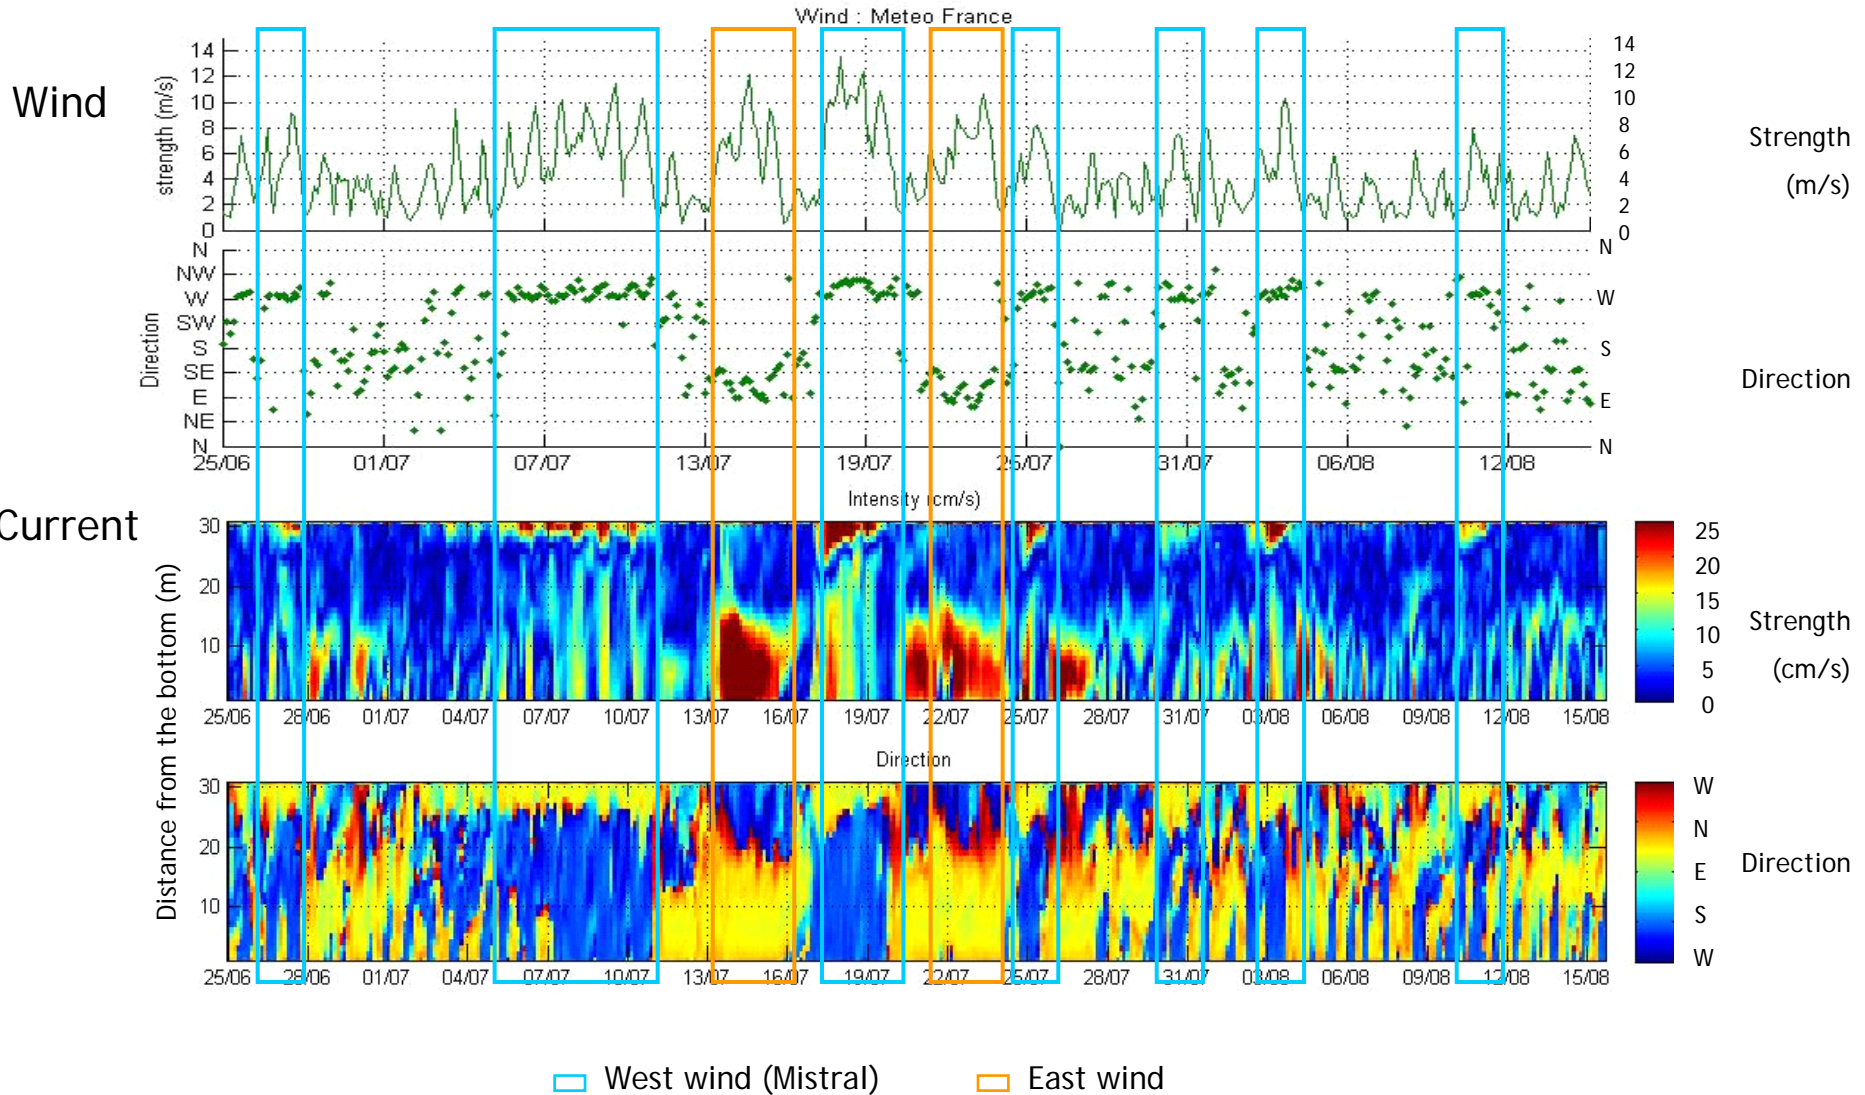 Wind : Meteo France
Wind
strength (m/s)
14
12
10
8
6
4
2
0
14
12
10
8
6
4
2
0
Strength
(m/s)
Direction
N
NW
W
SW
S
SE
E
NE
N
N
W
S
E
N
Direction
25/06 01/07 07/07 13/07 19/07 25/07 31/07 06/08 12/08
Current
Intensity (cm/s)
Distance from the bottom (m)
30
20
10
25
20
15
10
5
0
Strength
(cm/s)
25/06 28/06 01/07 04/07 07/07 10/07 13/07 16/07 19/07 22/07 25/07 28/07 31/07 03/08 06/08 09/08 12/08 15/08
Direction
30
20
10
W
N
E
S
W
Direction
25/06 28/06 01/07 04/07 07/07 10/07 13/07 16/07 19/07 22/07 25/07 28/07 31/07 03/08 06/08 09/08 12/08 15/08
West wind (Mistral) East wind